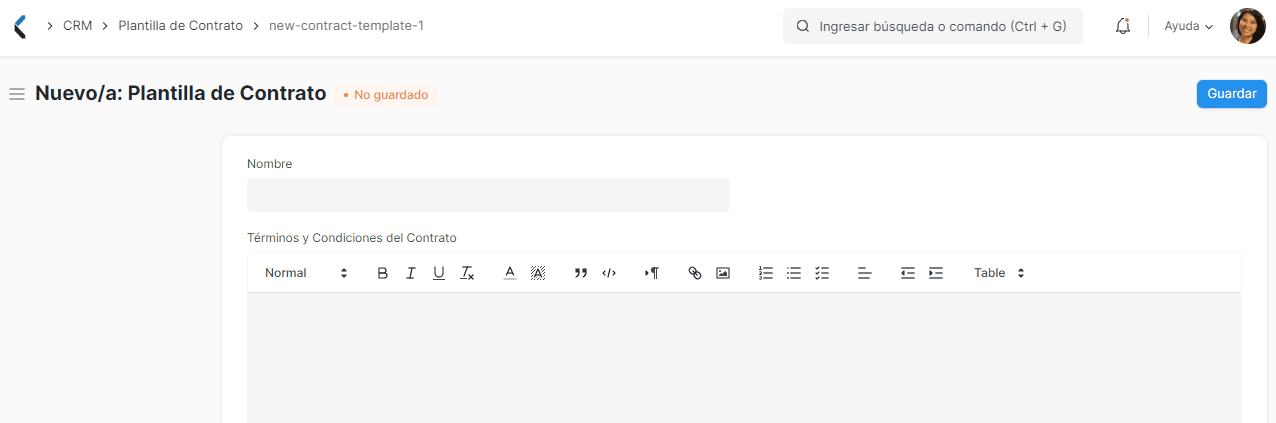 CRM Plantilla de Contrato new-contract-template-1 Ingresar búsqueda o comando (Ctrl + G) Ayuda
Nuevo/a: Plantilla de Contrato No guardado Guardar
Nombre
Términos y Condiciones del Contrato
Normal Table